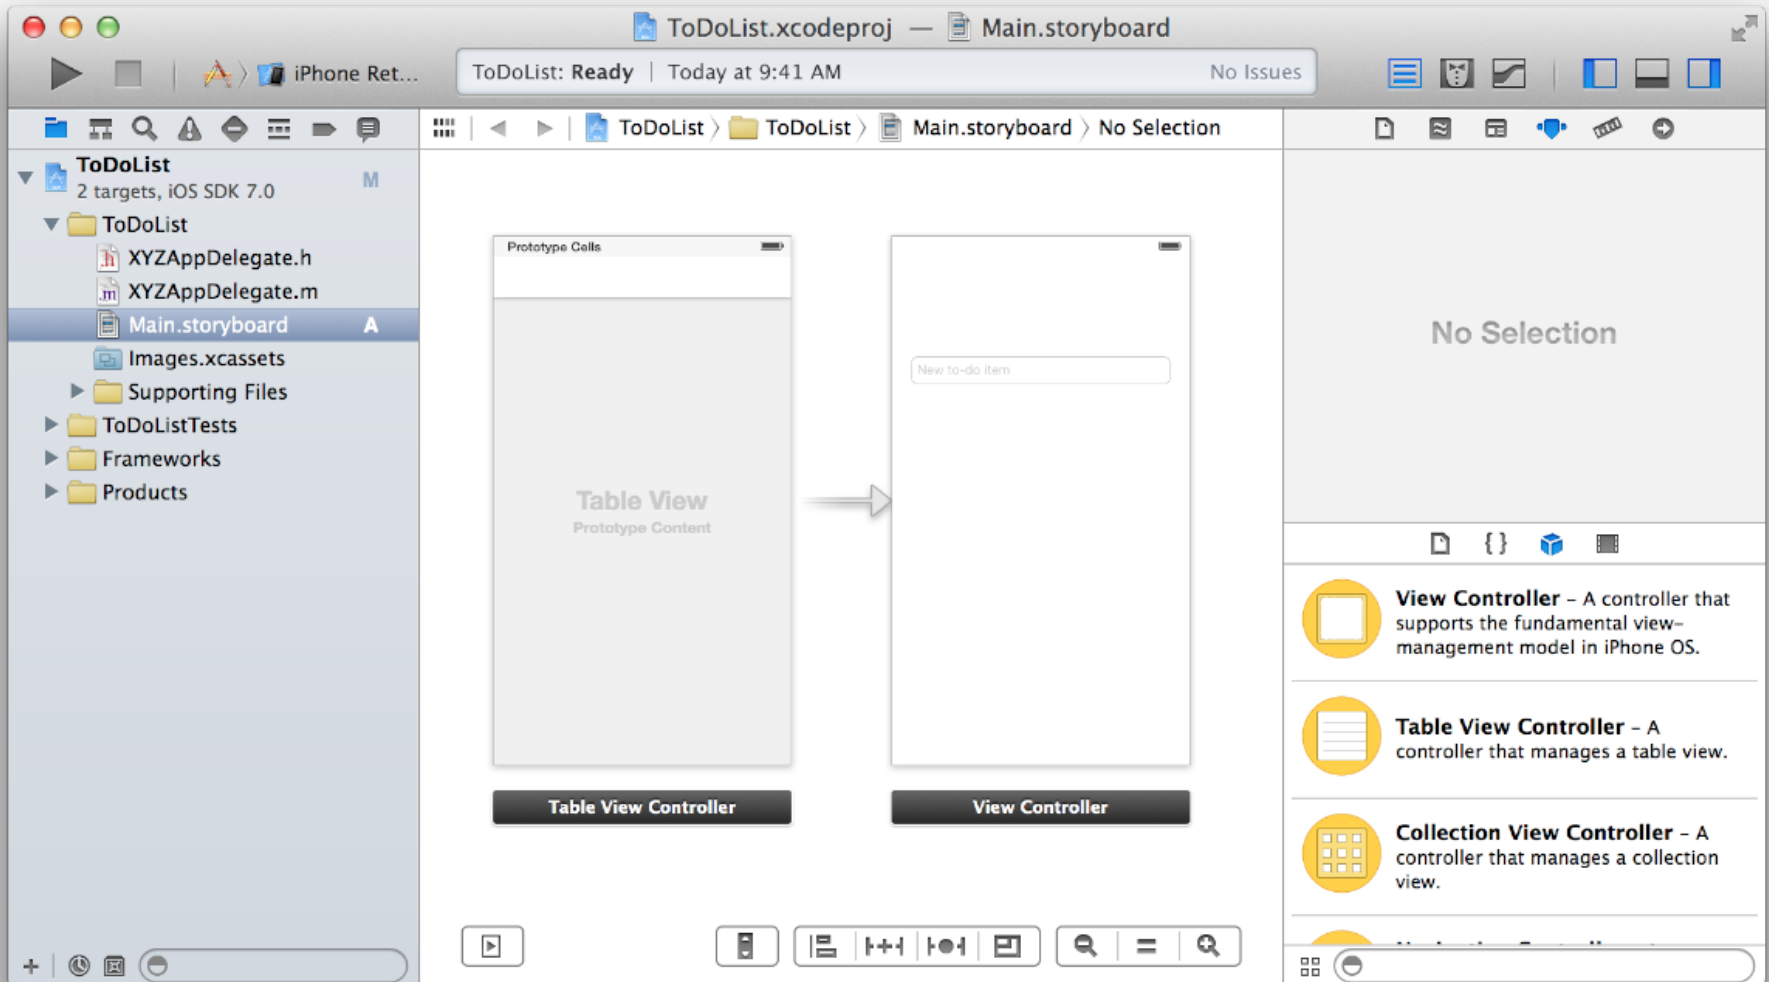 ToDoList.xcodeproj — Main.storyboard
iPhone Ret...
ToDoList: Ready | Today at 9:41 AM
No Issues
ToDoList
ToDoList
Main.storyboard
No Selection
ToDoList
2 targets, iOS SDK 7.0
M
ToDoList
XYZAppDelegate.h
XYZAppDelegate.m
Main.storyboard
A
Images.xcassets
Supporting Files
ToDoListTests
Frameworks
Products
Prototype Cells
Table View
Prototype Content
Table View Controller
New to-do item
View Controller
No Selection
{ }
View Controller – A controller that
supports the fundamental view-
management model in iPhone OS.
Table View Controller – A
controller that manages a table view.
Collection View Controller – A
controller that manages a collection
view.